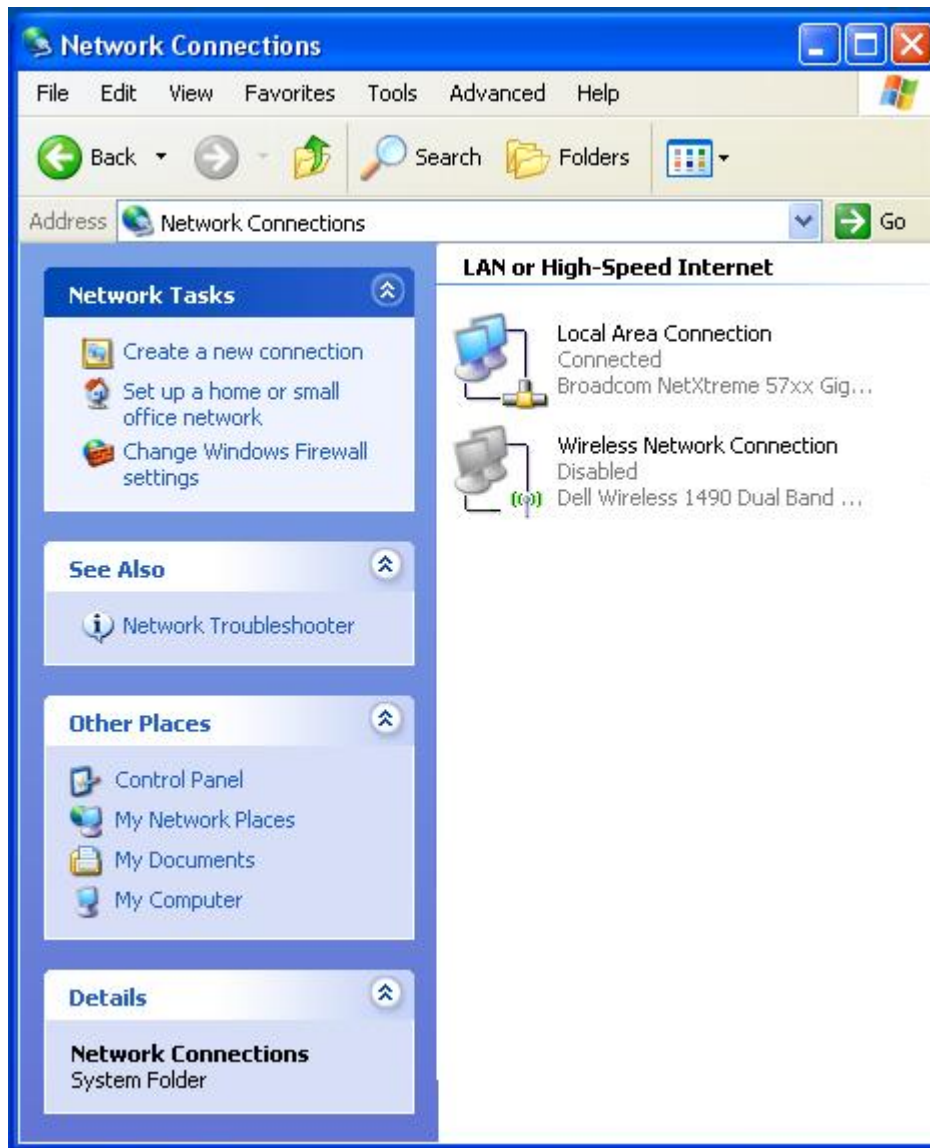 Network Connections
File Edit View Favorites Tools Advanced Help
Back Search Folders
Address Network Connections Go
Network Tasks
Create a new connection
Set up a home or small
office network
Change Windows Firewall
settings
See Also
Network Troubleshooter
Other Places
Control Panel
My Network Places
My Documents
My Computer
Details
Network Connections
System Folder
LAN or High-Speed Internet
Local Area Connection
Connected
Broadcom NetXtreme 57xx Gig...
Wireless Network Connection
Disabled
Dell Wireless 1490 Dual Band ...